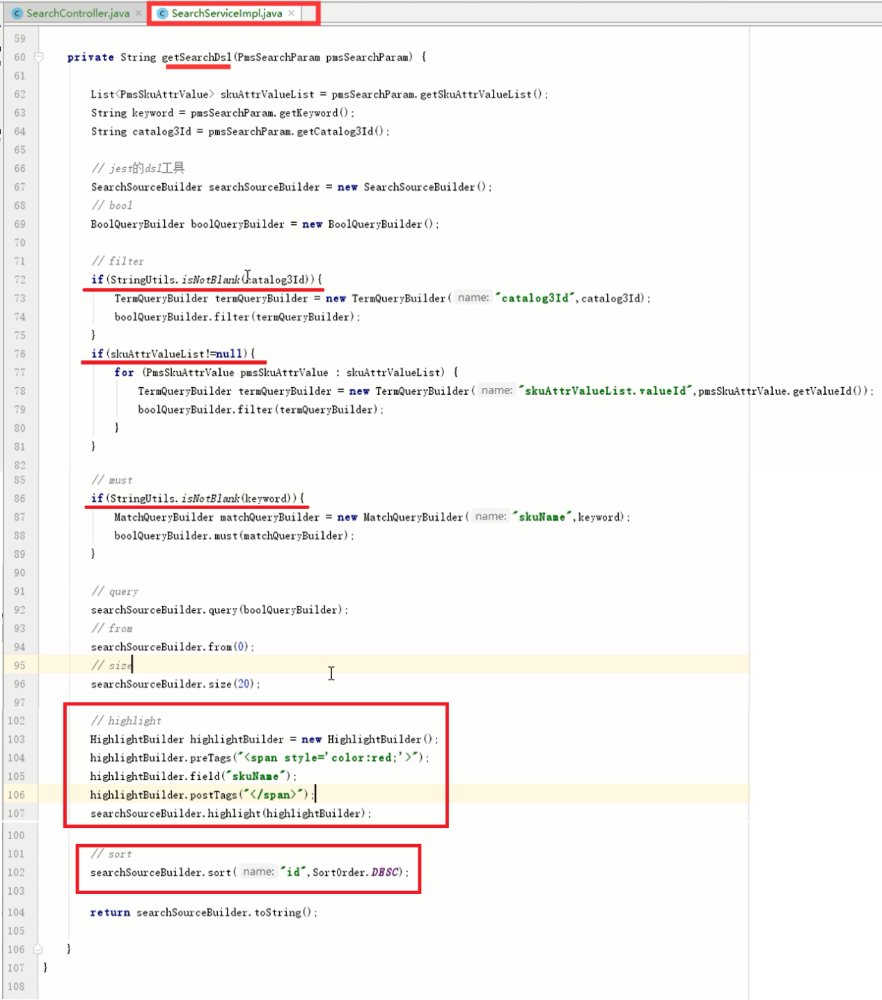 SearchController.java × SearchServiceImpl.java ×
59
60 private String getSearchDsl(PmsSearchParam pmsSearchParam) {
61
62 List<PmsSkuAttrValue> skuAttrValueList = pmsSearchParam.getSkuAttrValueList();
63 String keyword = pmsSearchParam.getKeyword();
64 String catalog3Id = pmsSearchParam.getCatalog3Id();
65
66 // jest的dsl工具
67 SearchSourceBuilder searchSourceBuilder = new SearchSourceBuilder();
68 // bool
69 BoolQueryBuilder boolQueryBuilder = new BoolQueryBuilder();
70
71 // filter
72 if(StringUtils.isNotBlank(catalog3Id)){
73 TermQueryBuilder termQueryBuilder = new TermQueryBuilder( name: "catalog3Id",catalog3Id);
74 boolQueryBuilder.filter(termQueryBuilder);
75 }
76 if(skuAttrValueList!=null){
77 for (PmsSkuAttrValue pmsSkuAttrValue : skuAttrValueList) {
78 TermQueryBuilder termQueryBuilder = new TermQueryBuilder( name: "skuAttrValueList.valueId",pmsSkuAttrValue.getValueId());
79 boolQueryBuilder.filter(termQueryBuilder);
80 }
81 }
82
85 // must
86 if(StringUtils.isNotBlank(keyword)){
87 MatchQueryBuilder matchQueryBuilder = new MatchQueryBuilder( name: "skuName",keyword);
88 boolQueryBuilder.must(matchQueryBuilder);
89 }
90
91 // query
92 searchSourceBuilder.query(boolQueryBuilder);
93 // from
94 searchSourceBuilder.from(0);
95 // size
96 searchSourceBuilder.size(20);
97
102 // highlight
103 HighlightBuilder highlightBuilder = new HighlightBuilder();
104 highlightBuilder.preTags("<span style='color:red;'>");
105 highlightBuilder.field("skuName");
106 highlightBuilder.postTags("</span>");
107 searchSourceBuilder.highlight(highlightBuilder);
100
101 // sort
102 searchSourceBuilder.sort( name: "id",SortOrder.DESC);
103
104 return searchSourceBuilder.toString();
105
106 }
107 }
108